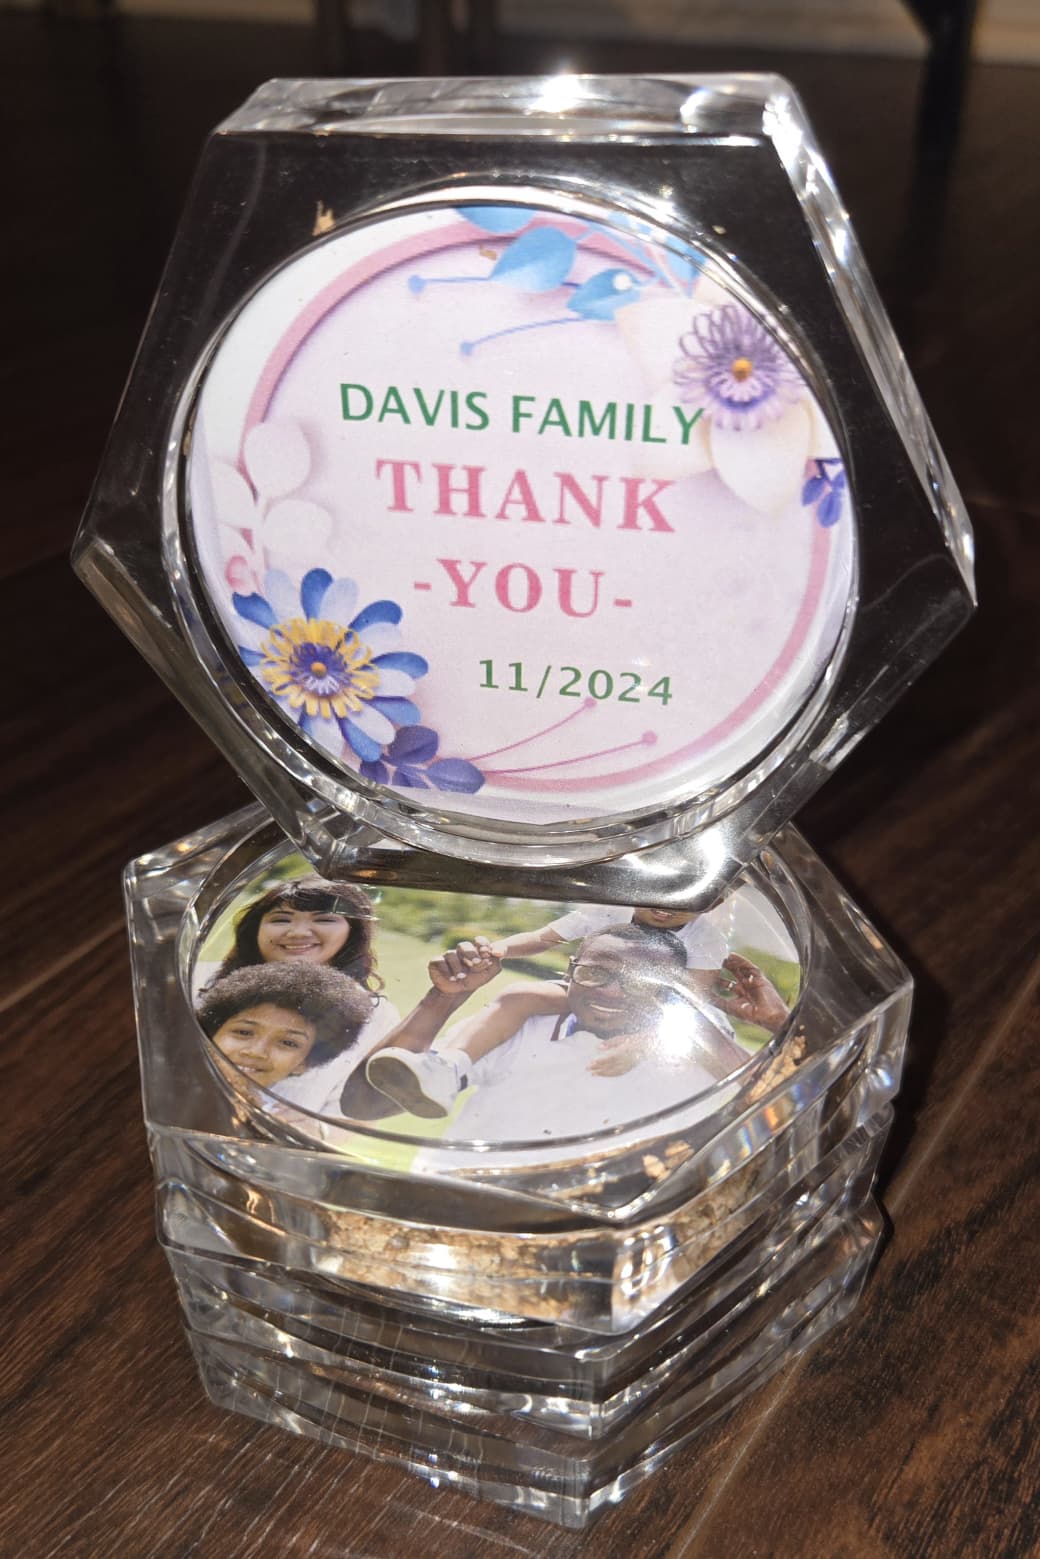 DAVIS FAMILY
THANK
-YOU-
11/2024